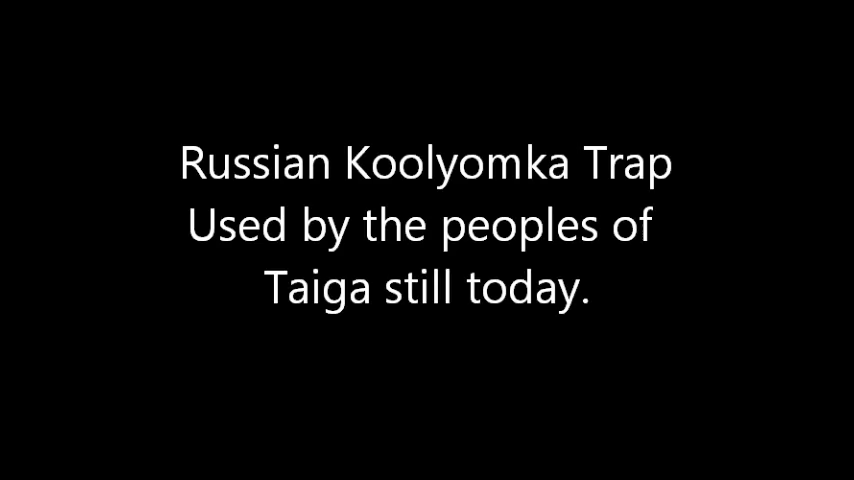 Russian Koolyomka Trap
Used by the peoples of
Taiga still today.